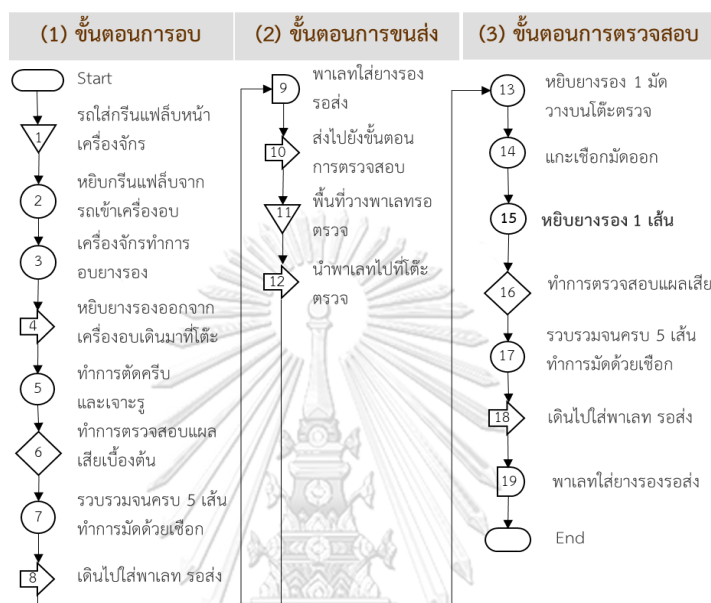 (1) ขั้นตอนการอบ
Start
1
รถใส่กรีนแฟล็บหน้า
เครื่องจักร
2
หยิบกรีนแฟล็บจาก
รถเข้าเครื่องอบ
3
เครื่องจักรทำการ
อบยางรอง
4
หยิบยางรองออกจาก
เครื่องอบเดินมาที่โต๊ะ
5
ทำการตัดครีบ
และเจาะรู
6
ทำการตรวจสอบแผล
เสียเบื้องต้น
7
รวบรวมจนครบ 5 เส้น
ทำการมัดด้วยเชือก
8
เดินไปใส่พาเลท รอส่ง
(2) ขั้นตอนการขนส่ง
9
พาเลทใส่ยางรอง
รอส่ง
10
ส่งไปยังขั้นตอน
การตรวจสอบ
11
พื้นที่วางพาเลทรอ
ตรวจ
12
นำพาเลทไปที่โต๊ะ
ตรวจ
(3) ขั้นตอนการตรวจสอบ
13
หยิบยางรอง 1 มัด
วางบนโต๊ะตรวจ
14
แกะเชือกมัดออก
15
หยิบยางรอง 1 เส้น
16
ทำการตรวจสอบแผลเสีย
17
รวบรวมจนครบ 5 เส้น
ทำการมัดด้วยเชือก
18
เดินไปใส่พาเลท รอส่ง
19
พาเลทใส่ยางรองรอส่ง
End